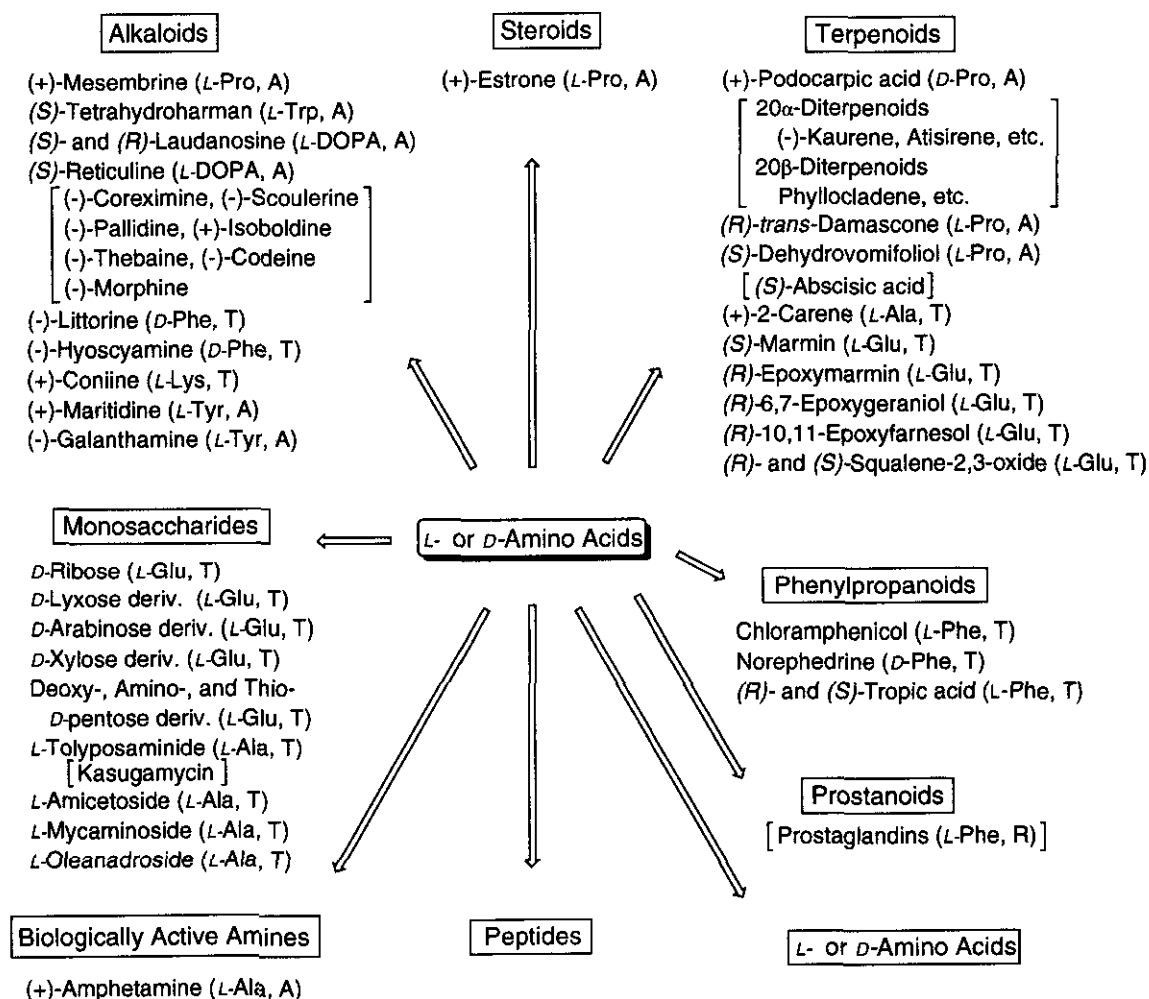 Alkaloids
(+)-Mesembrine (L-Pro, A)
(S)-Tetrahydroharman (L-Trp, A)
(S)- and (R)-Laudanosine (L-DOPA, A)
(S)-Reticuline (L-DOPA, A)
(-)-Coreximine, (-)-Scoulerine
(-)-Pallidine, (+)-Isoboldine
(-)-Thebaine, (-)-Codeine
(-)-Morphine
(-)-Littorine (D-Phe, T)
(-)-Hyoscyamine (D-Phe, T)
(+)-Coniine (L-Lys, T)
(+)-Maritidine (L-Tyr, A)
(-)-Galanthamine (L-Tyr, A)
Steroids
(+)-Estrone (L-Pro, A)
Terpenoids
(+)-Podocarpic acid (D-Pro, A)
20α-Diterpenoids
(-)-Kaurene, Atisirene, etc.
20β-Diterpenoids
Phyllocladene, etc.
(R)-trans-Damascone (L-Pro, A)
(S)-Dehydrovomifoliol (L-Pro, A)
[(S)-Abscisic acid]
(+)-2-Carene (L-Ala, T)
(S)-Marmin (L-Glu, T)
(R)-Epoxymarmin (L-Glu, T)
(R)-6,7-Epoxygeraniol (L-Glu, T)
(R)-10,11-Epoxyfarnesol (L-Glu, T)
(R)- and (S)-Squalene-2,3-oxide (L-Glu, T)
L- or D-Amino Acids
Monosaccharides
D-Ribose (L-Glu, T)
D-Lyxose deriv. (L-Glu, T)
D-Arabinose deriv. (L-Glu, T)
D-Xylose deriv. (L-Glu, T)
Deoxy-, Amino-, and Thio-
D-pentose deriv. (L-Glu, T)
L-Tolyposaminide (L-Ala, T)
[Kasugamycin]
L-Amicetoside (L-Ala, T)
L-Mycaminoside (L-Ala, T)
L-Oleanadroside (L-Ala, T)
Phenylpropanoids
Chloramphenicol (L-Phe, T)
Norephedrine (D-Phe, T)
(R)- and (S)-Tropic acid (L-Phe, T)
Prostanoids
[Prostaglandins (L-Phe, R)]
Biologically Active Amines
(+)-Amphetamine (L-Ala, A)
Peptides
L- or D-Amino Acids